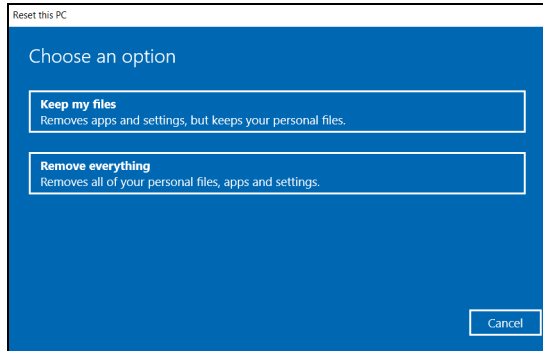 Reset this PC
Choose an option
Keep my files
Removes apps and settings, but keeps your personal files.
Remove everything
Removes all of your personal files, apps and settings.
Cancel